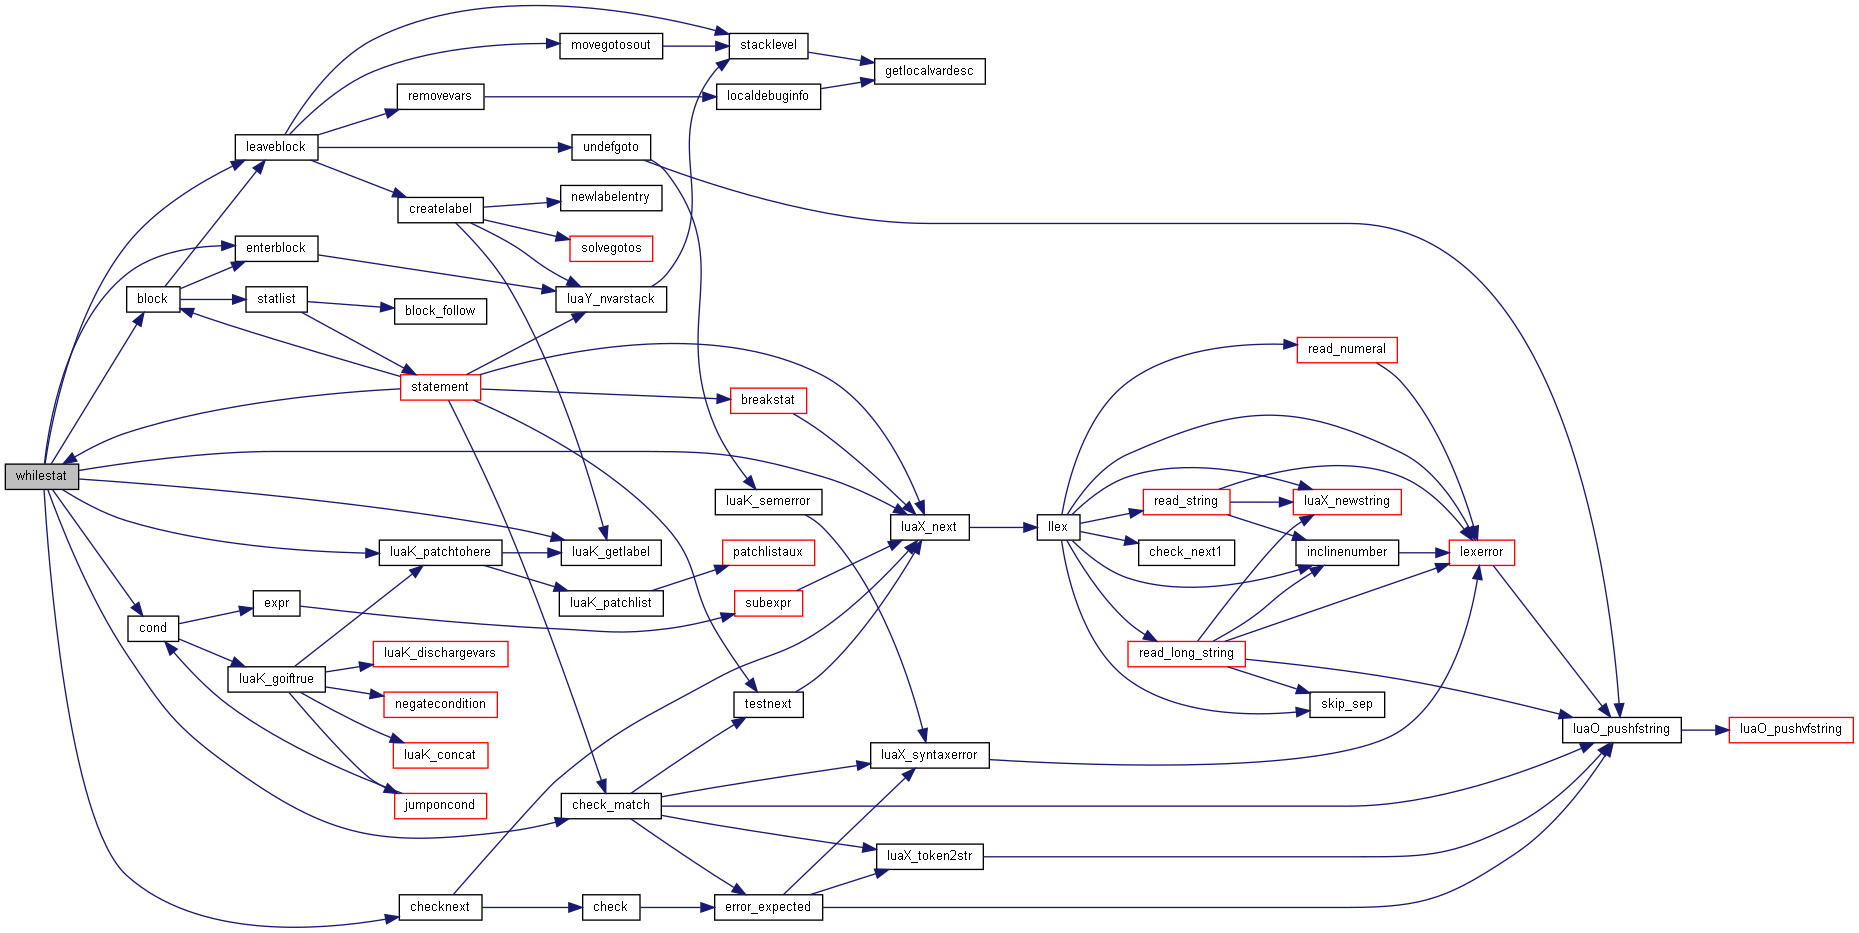 movegotosout
stacklevel
getlocalvardesc
removevars
localdebuginfo
leaveblock
undefgoto
newlabelentry
createlabel
enterblock
solvegotos
block
statlist
luaY_nvarstack
block_follow
read_numeral
statement
breakstat
whilestat
luaK_semerror
read_string
luaX_newstring
luaX_next
llex
luaK_patchtohere
luaK_getlabel
patchlistaux
check_next1
inclinenumber
lexerror
expr
luaK_patchlist
subexpr
cond
luaK_dischargevars
read_long_string
luaK_goiftrue
negatecondition
testnext
skip_sep
luaO_pushfstring
luaO_pushvfstring
luaK_concat
luaX_syntaxerror
jumponcond
check_match
luaX_token2str
checknext
check
error_expected